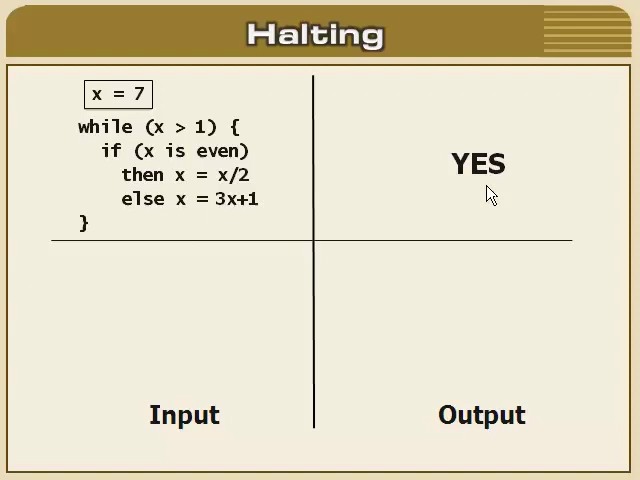 Halting
x = 7
while (x > 1) {
if (x is even)
then x = x/2
else x = 3x+1
}
YES
Input
Output